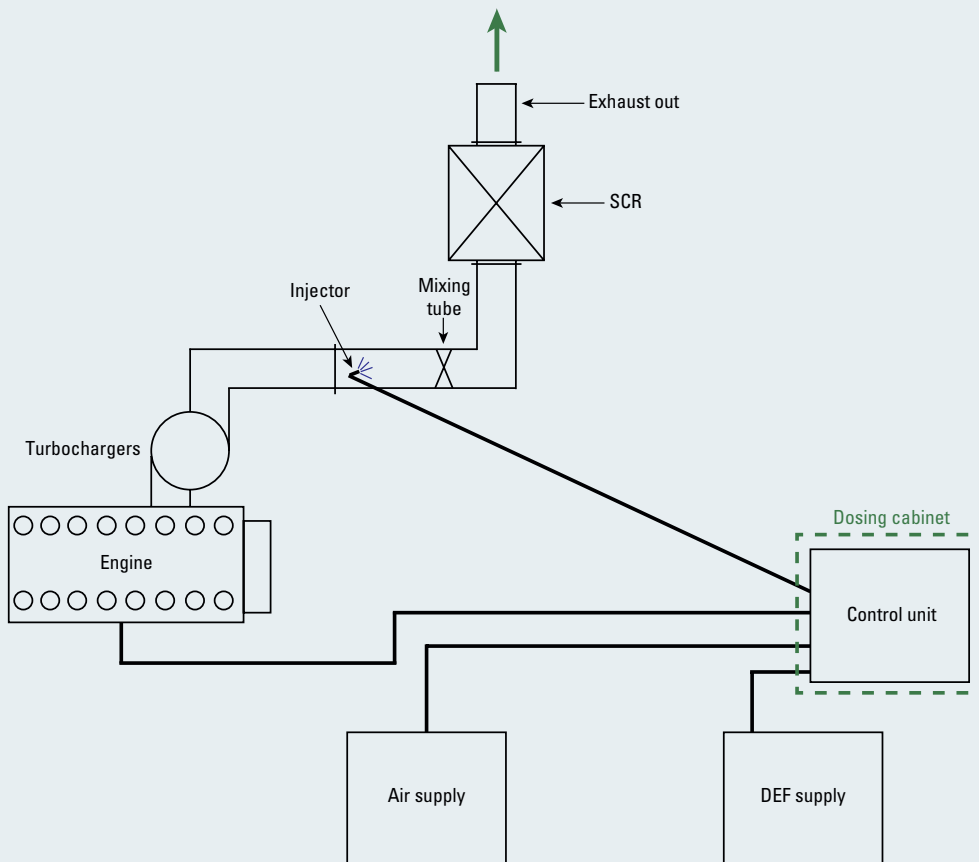 Exhaust out
SCR
Mixing
tube
Injector
Turbochargers
Engine
Dosing cabinet
Control unit
Air supply
DEF supply